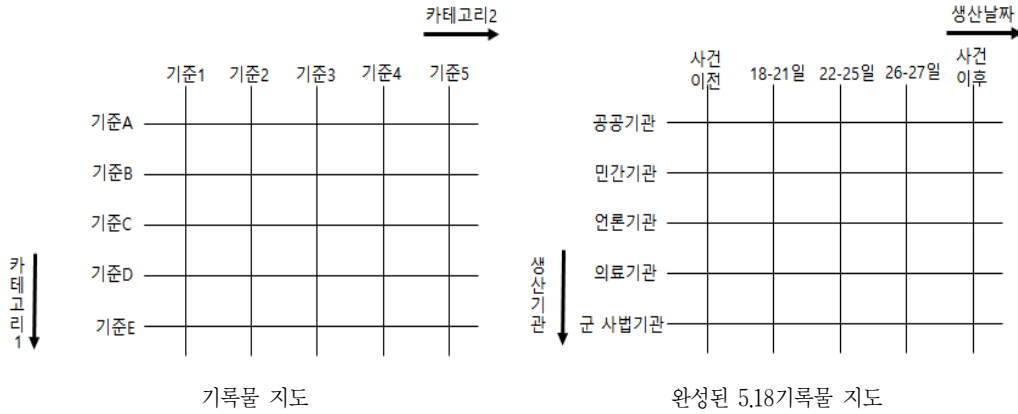 카테고리2
기준1 기준2 기준3 기준4 기준5
기준A
기준B
기준C
기준D
기준E
카테고리1
기록물 지도
생산날짜
사건 이전 18-21일 22-25일 26-27일 사건 이후
공공기관
민간기관
언론기관
의료기관
군 사법기관
생산기관
완성된 5.18기록물 지도